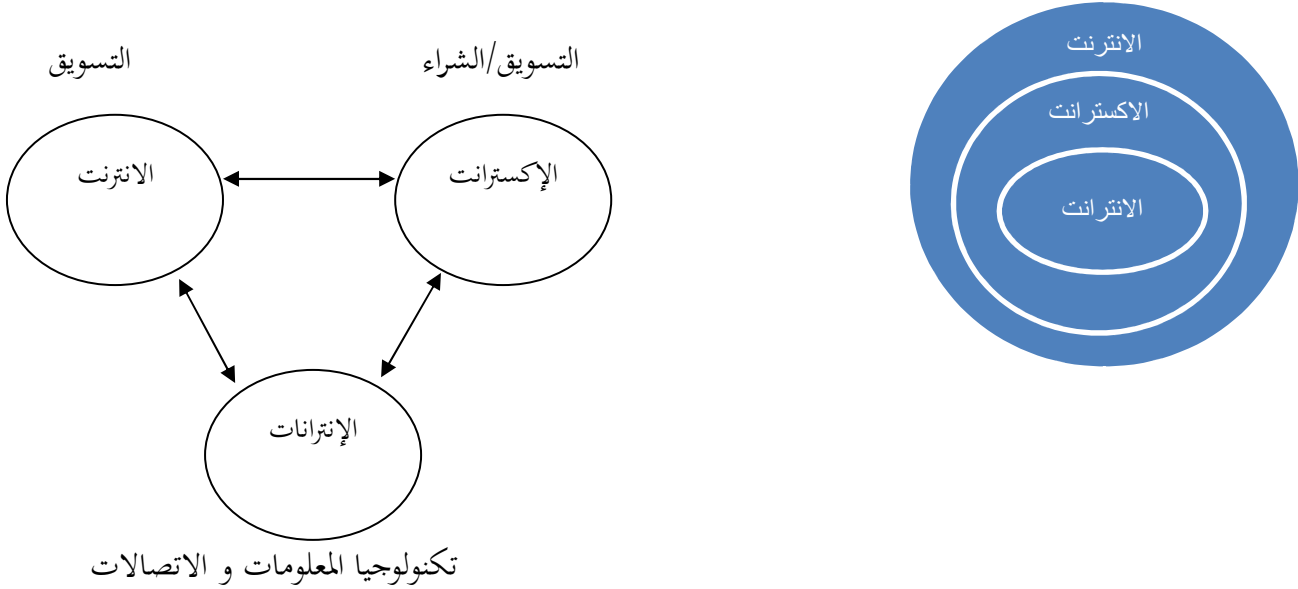 التسويق/الشراء
التسويق
الإكسترانت
الانترنت
الإنترانات
تكنولوجيا المعلومات و الاتصالات
الانترنت
الاكسترانت
الانترانت